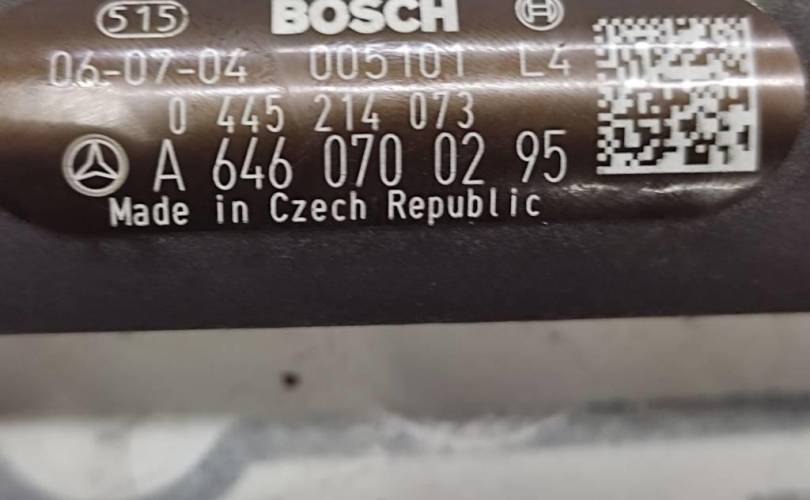 515 BOSCH
06-07-04 005101 L4
0 445 214 073
A 646 070 02 95
Made in Czech Republic